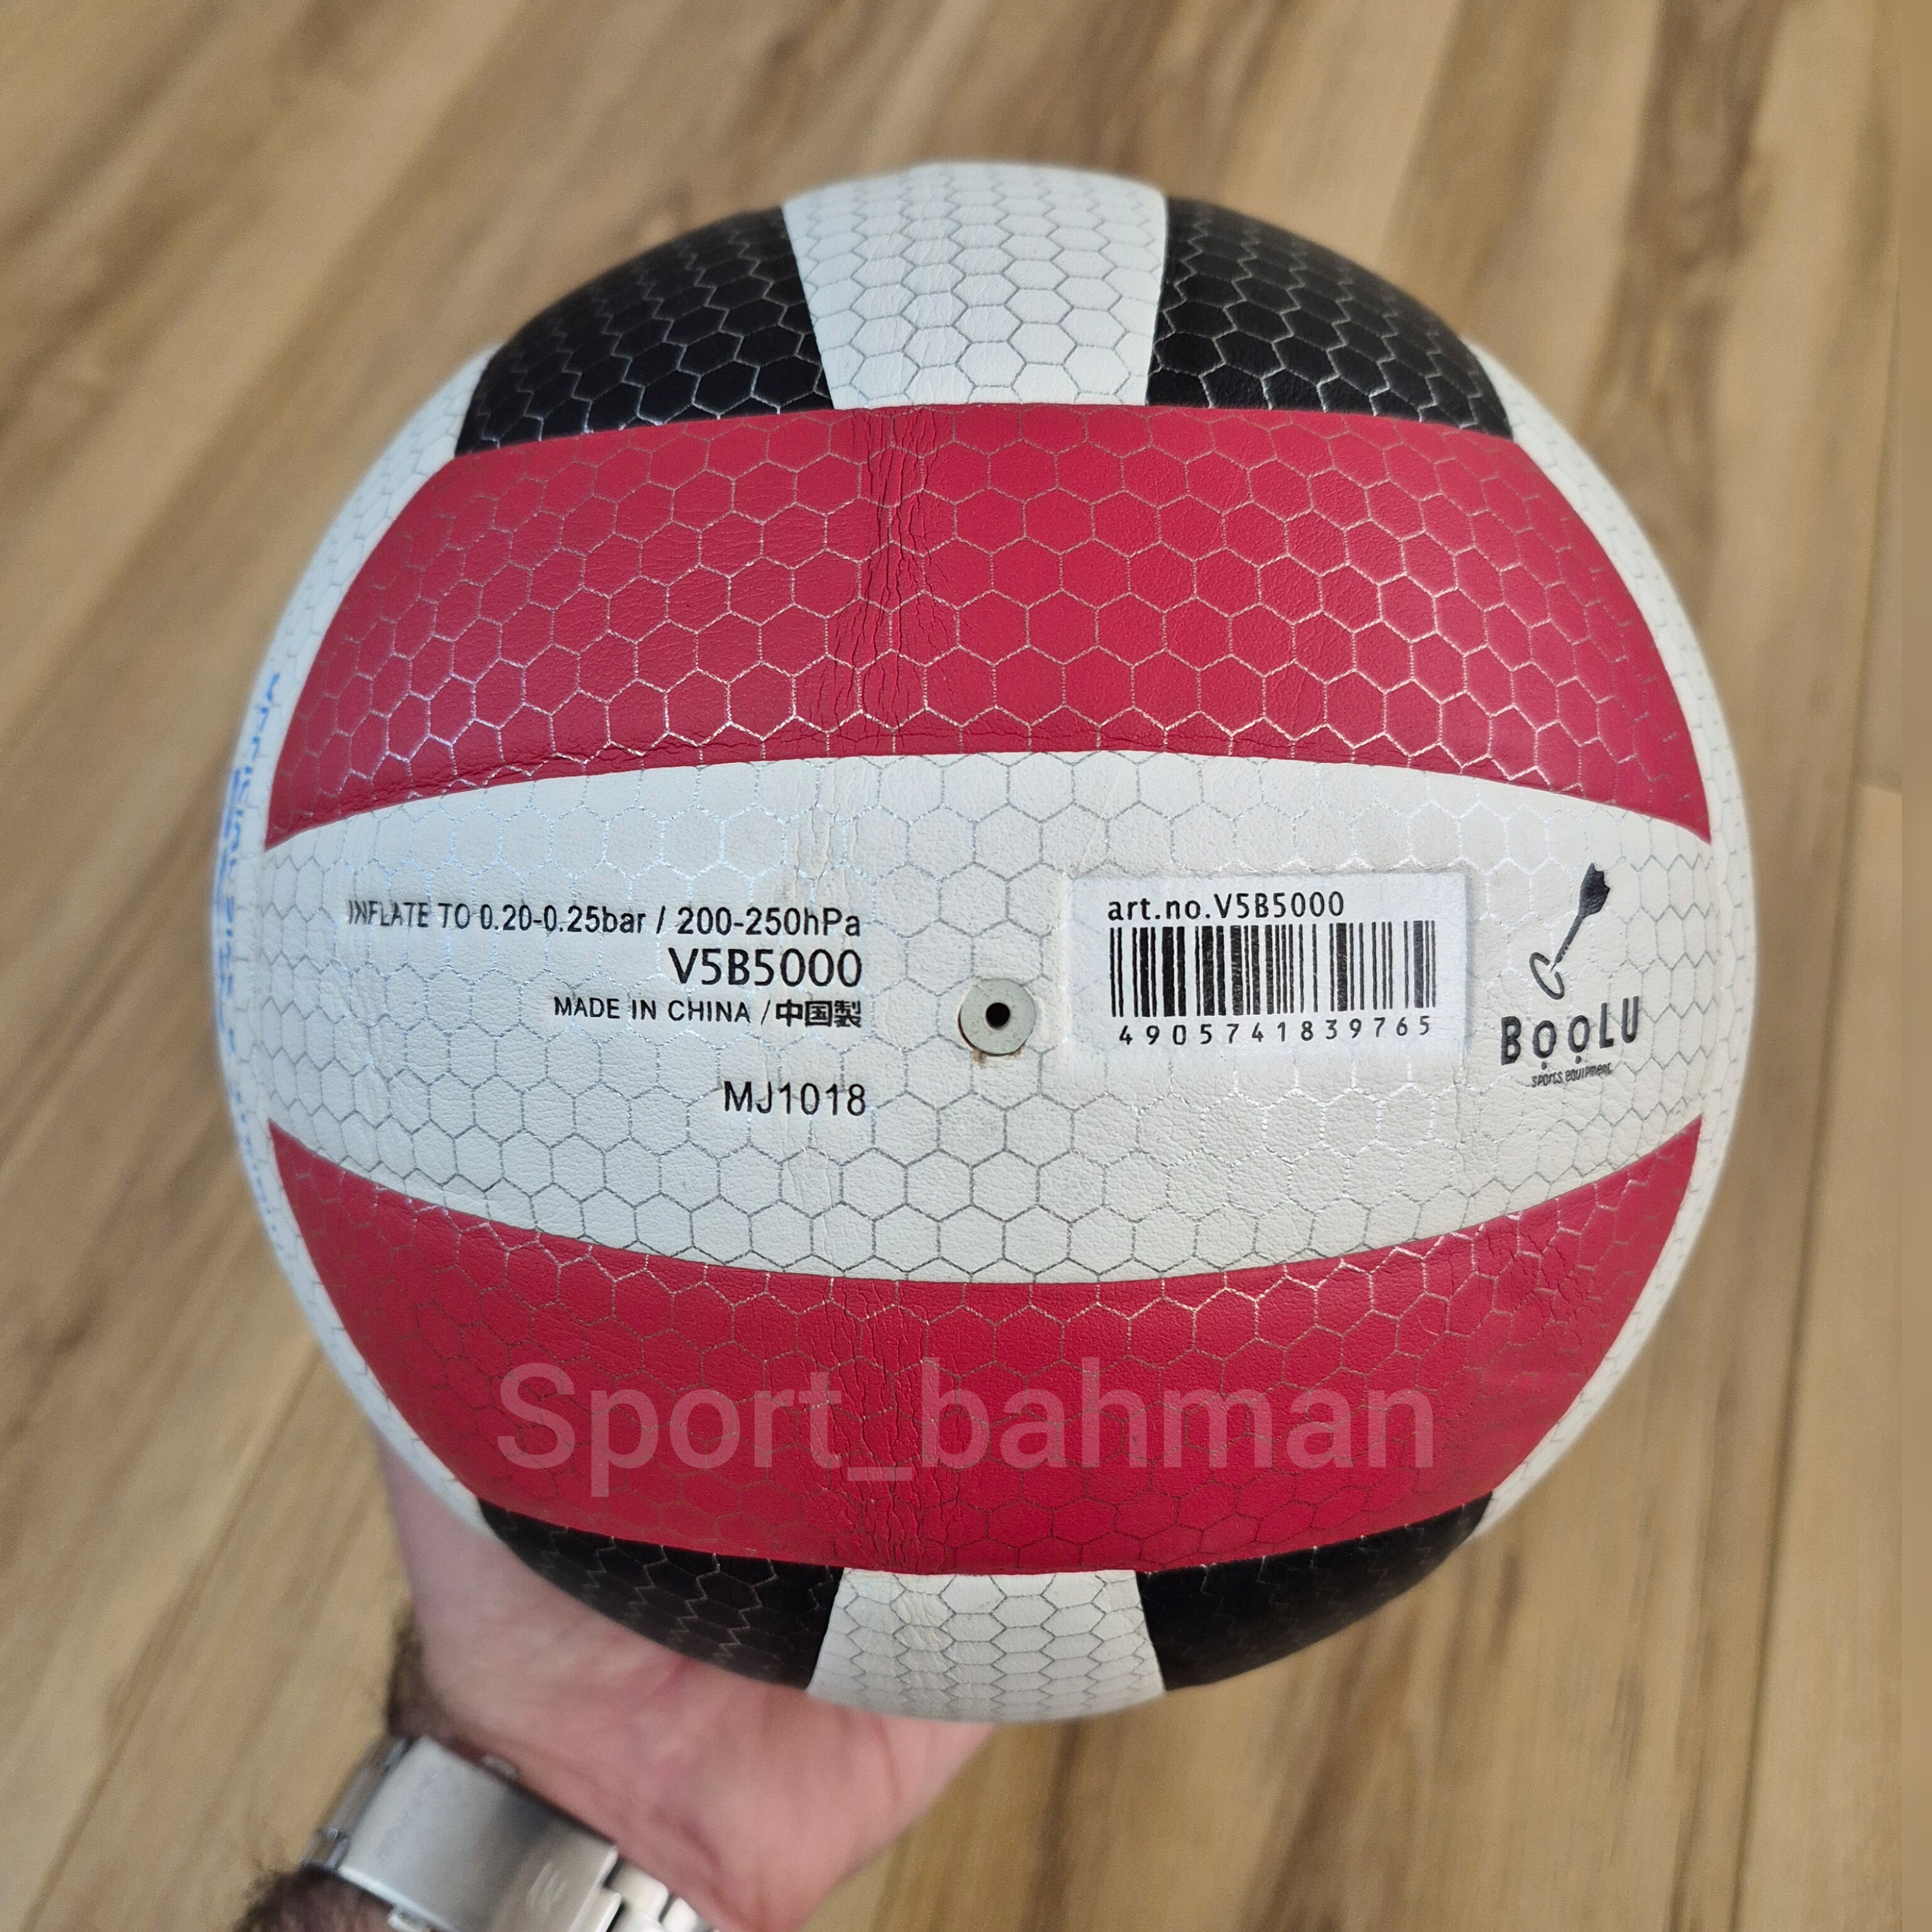 INFLATE TO 0.20-0.25bar / 200-250hPa
V5B5000
MADE IN CHINA /中国製
MJ1018
art.no.V5B5000
4905741839765
BOOLU
SPORTS EQUIPMENT
Sport_bahman